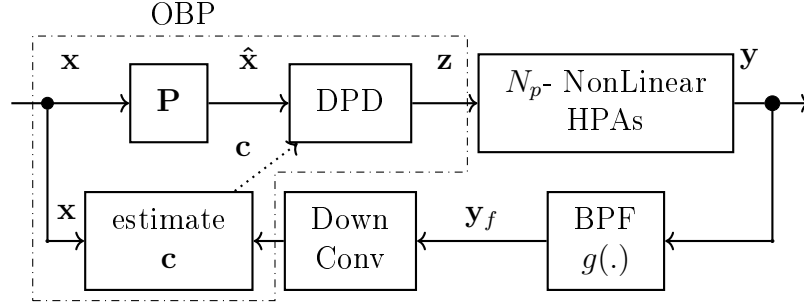 OBP
x
x̂
z
y
P
DPD
N_p- NonLinear
HPAs
c
x
estimate
c
Down
Conv
y_f
BPF
g(.)